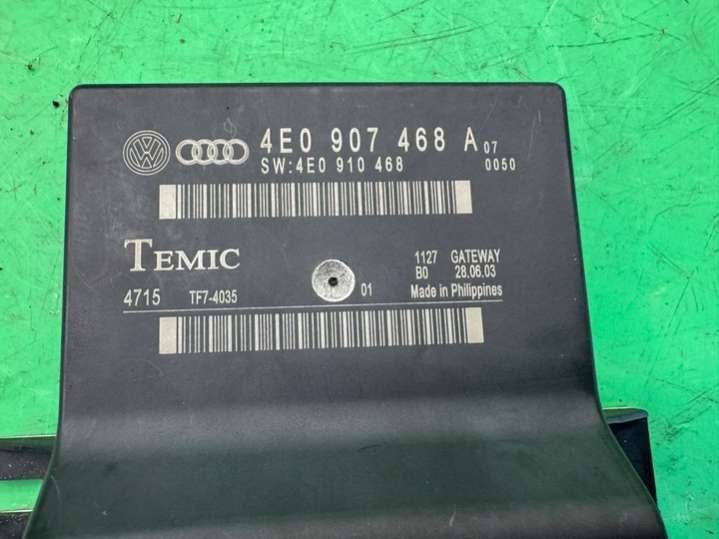 4E0 907 468 A 07
SW:4E0 910 468 0050
TEMIC
1127 GATEWAY
B0 28.06.03
4715 TF7-4035 01 Made in Philippines